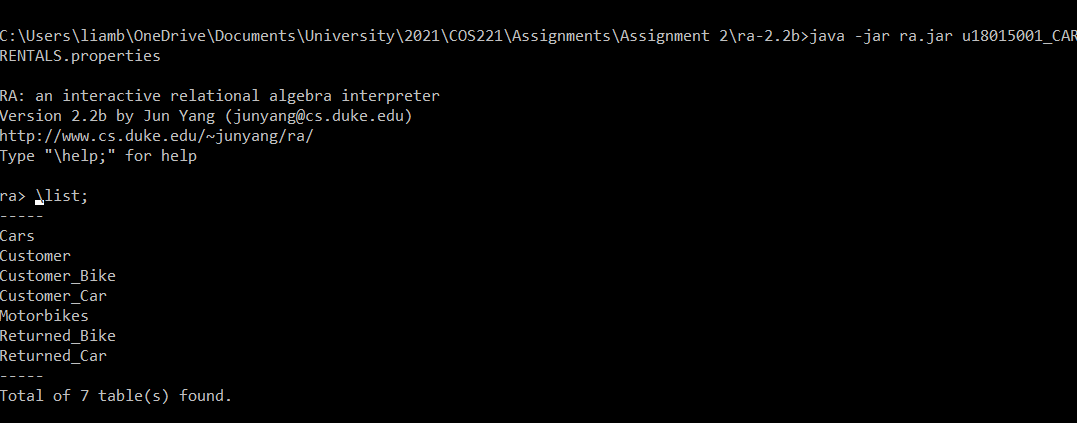 C:\Users\liamb\OneDrive\Documents\University\2021\COS221\Assignments\Assignment 2\ra-2.2b>java -jar ra.jar u18015001_CAR
RENTALS.properties
RA: an interactive relational algebra interpreter
Version 2.2b by Jun Yang (junyang@cs.duke.edu)
http://www.cs.duke.edu/~junyang/ra/
Type "\help;" for help
ra> \list;
-----
Cars
Customer
Customer_Bike
Customer_Car
Motorbikes
Returned_Bike
Returned_Car
-----
Total of 7 table(s) found.